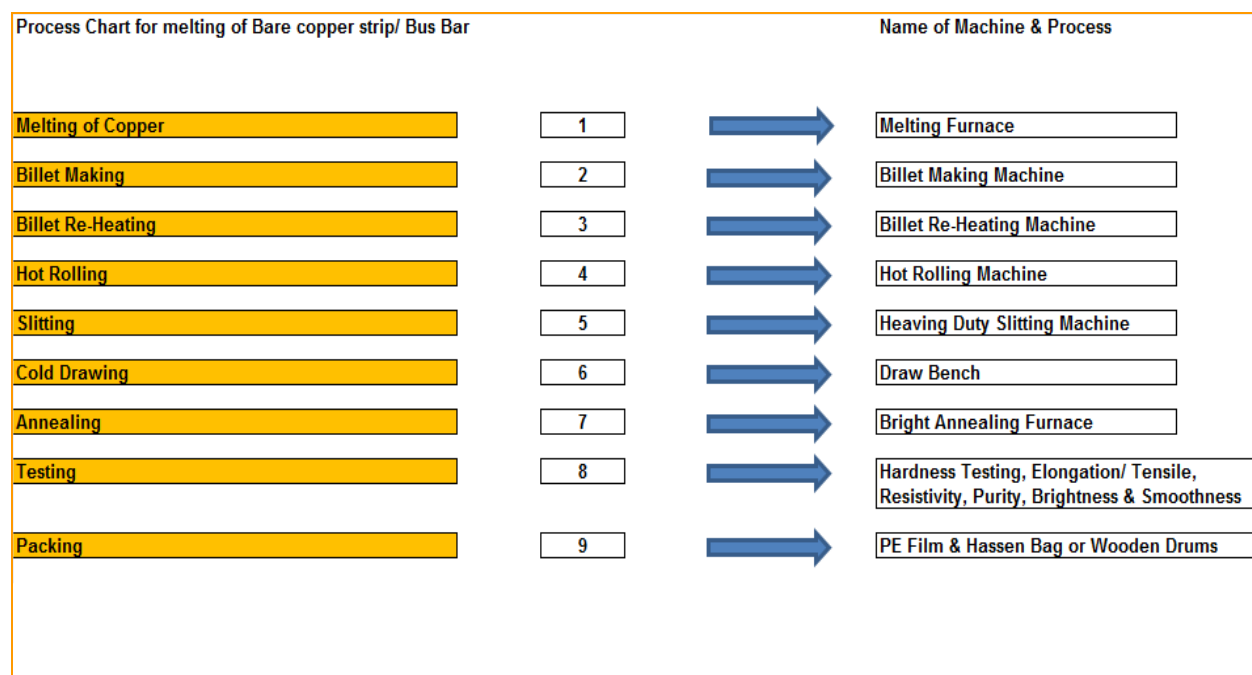 Process Chart for melting of Bare copper strip/ Bus Bar
Name of Machine & Process
Melting of Copper 1 Melting Furnace
Billet Making 2 Billet Making Machine
Billet Re-Heating 3 Billet Re-Heating Machine
Hot Rolling 4 Hot Rolling Machine
Slitting 5 Heaving Duty Slitting Machine
Cold Drawing 6 Draw Bench
Annealing 7 Bright Annealing Furnace
Testing 8 Hardness Testing, Elongation/ Tensile,
Resistivity, Purity, Brightness & Smoothness
Packing 9 PE Film & Hassen Bag or Wooden Drums